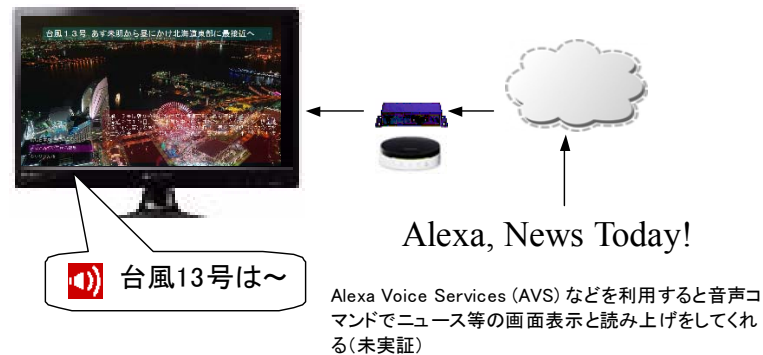 台風13号 あす未明から昼にかけ北海道東部に最接近へ
台風13号は～
Alexa, News Today!
Alexa Voice Services (AVS) などを利用すると音声コ
マンドでニュース等の画面表示と読み上げをしてくれ
る(未実証)